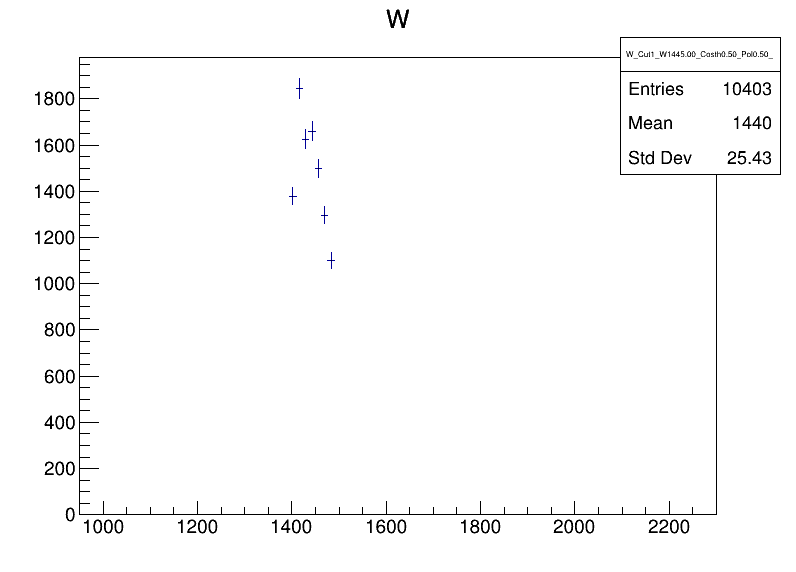 W
W_Cut1_W1445.00_Costh0.50_Pol0.50_
Entries 10403
Mean 1440
Std Dev 25.43
1800
1600
1400
1200
1000
800
600
400
200
0
1000 1200 1400 1600 1800 2000 2200